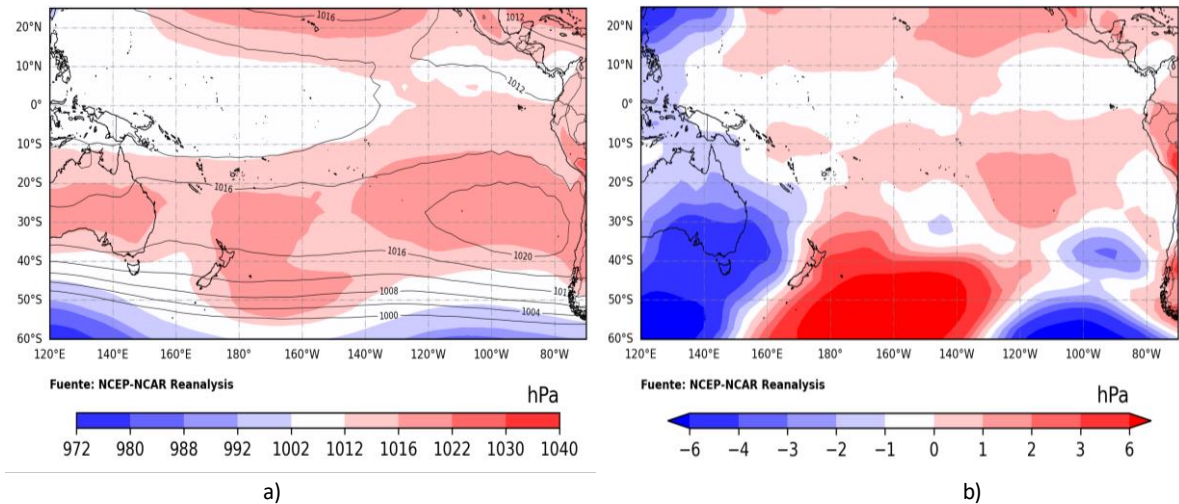 20°N
10°N
0°
10°S
20°S
30°S
40°S
50°S
60°S
1016
1012
1012
1016
1020
1016
1008
1004
1000
120°E 140°E 160°E 180°W 160°W 140°W 120°W 100°W 80°W
Fuente: NCEP-NCAR Reanalysis
hPa
972 980 988 992 1002 1012 1016 1022 1030 1040
a)
20°N
10°N
0°
10°S
20°S
30°S
40°S
50°S
60°S
120°E 140°E 160°E 180°W 160°W 140°W 120°W 100°W 80°W
Fuente: NCEP-NCAR Reanalysis
hPa
−6 −4 −3 −2 −1 0 1 2 3 6
b)